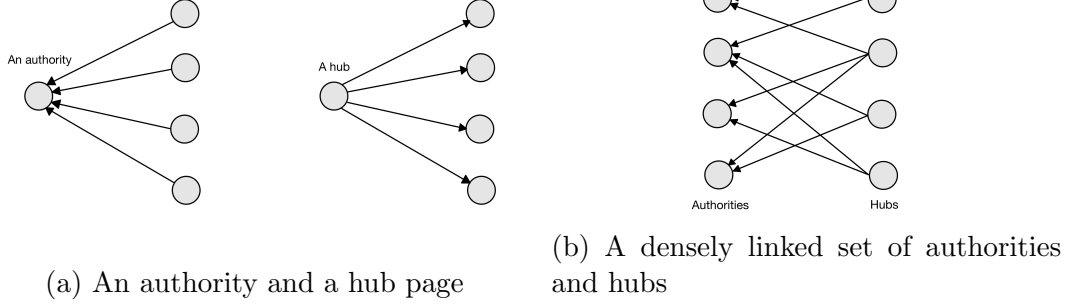 An authority
A hub
Authorities
Hubs
(a) An authority and a hub page
(b) A densely linked set of authorities
and hubs